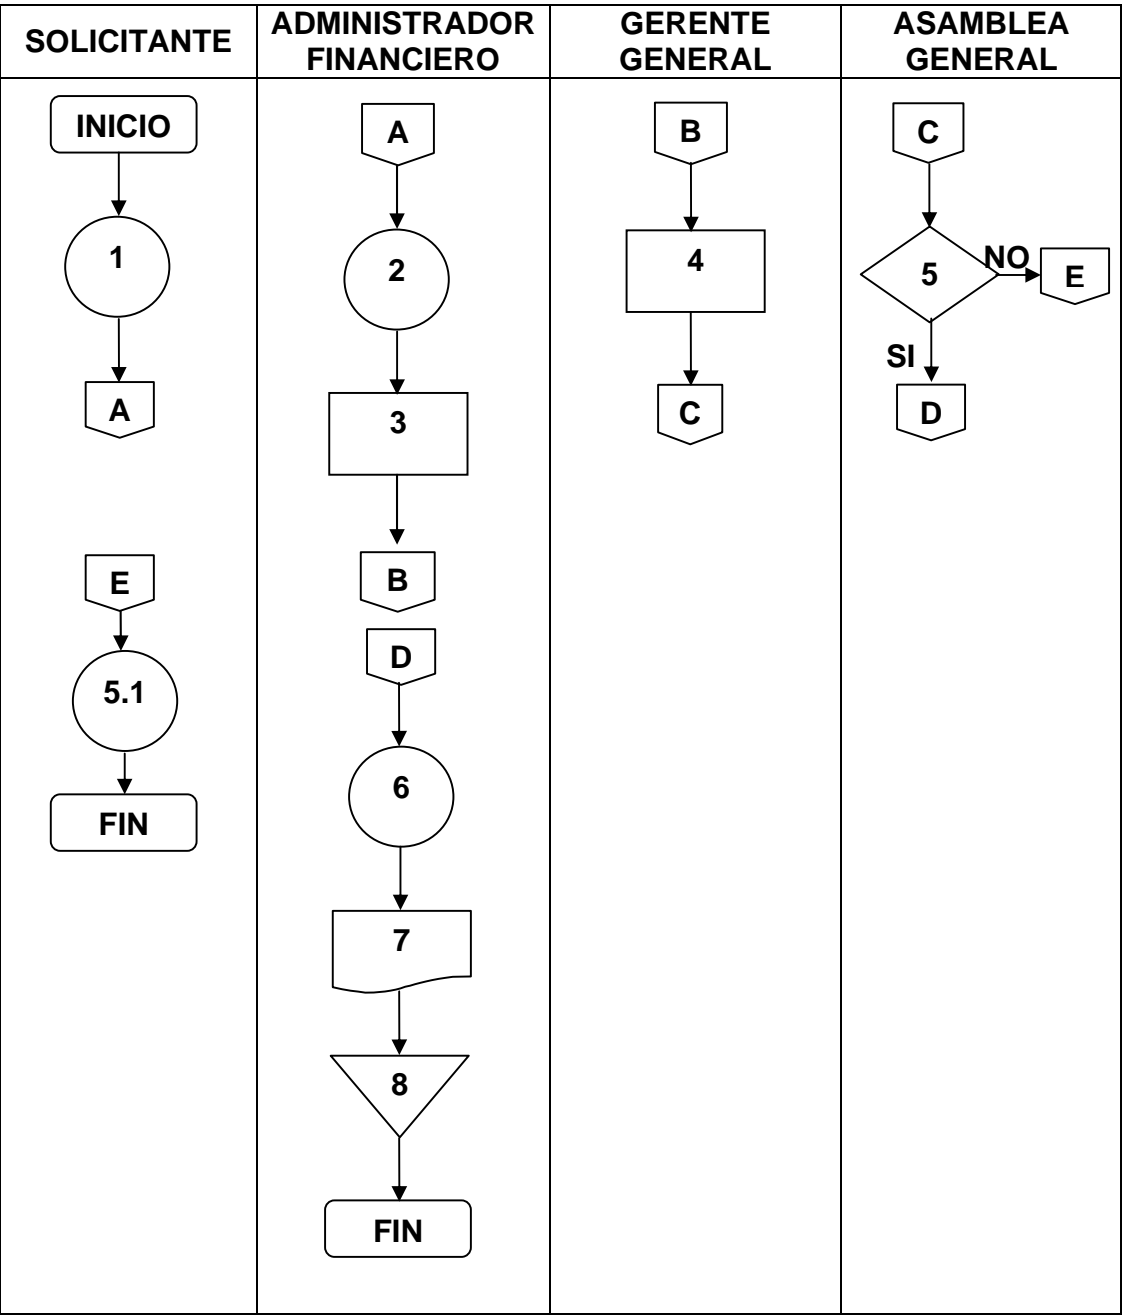 SOLICITANTE
ADMINISTRADOR
FINANCIERO
GERENTE
GENERAL
ASAMBLEA
GENERAL
INICIO
1
A
E
5.1
FIN
A
2
3
B
D
6
7
8
FIN
B
4
C
C
5
NO
E
SI
D